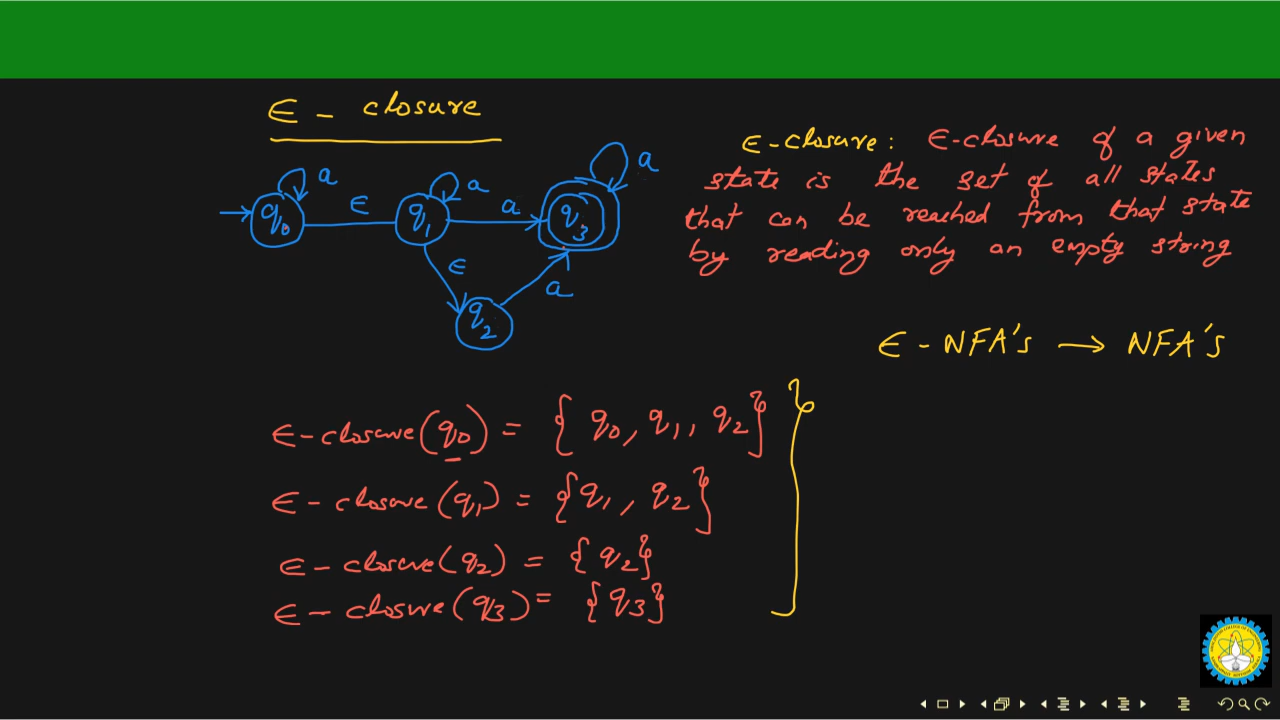 ∈ - closure
∈-closure: ∈-closure of a given
state is the set of all states
that can be reached from that state
by reading only an empty string
a
a
a
q0
∈
q1
a
q3
∈
a
q2
∈ - NFA's → NFA's
∈-closure(q0) = { q0, q1, q2}
∈-closure(q1) = {q1, q2}
∈-closure(q2) = {q2}
∈-closure(q3) = {q3}